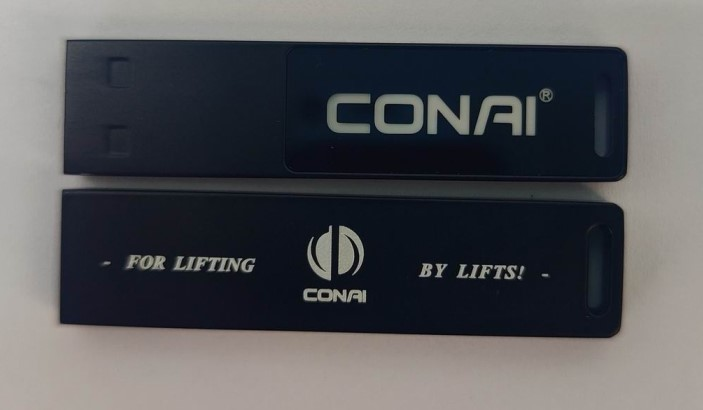 CONAI®
- FOR LIFTING
CONAI
BY LIFTS! -